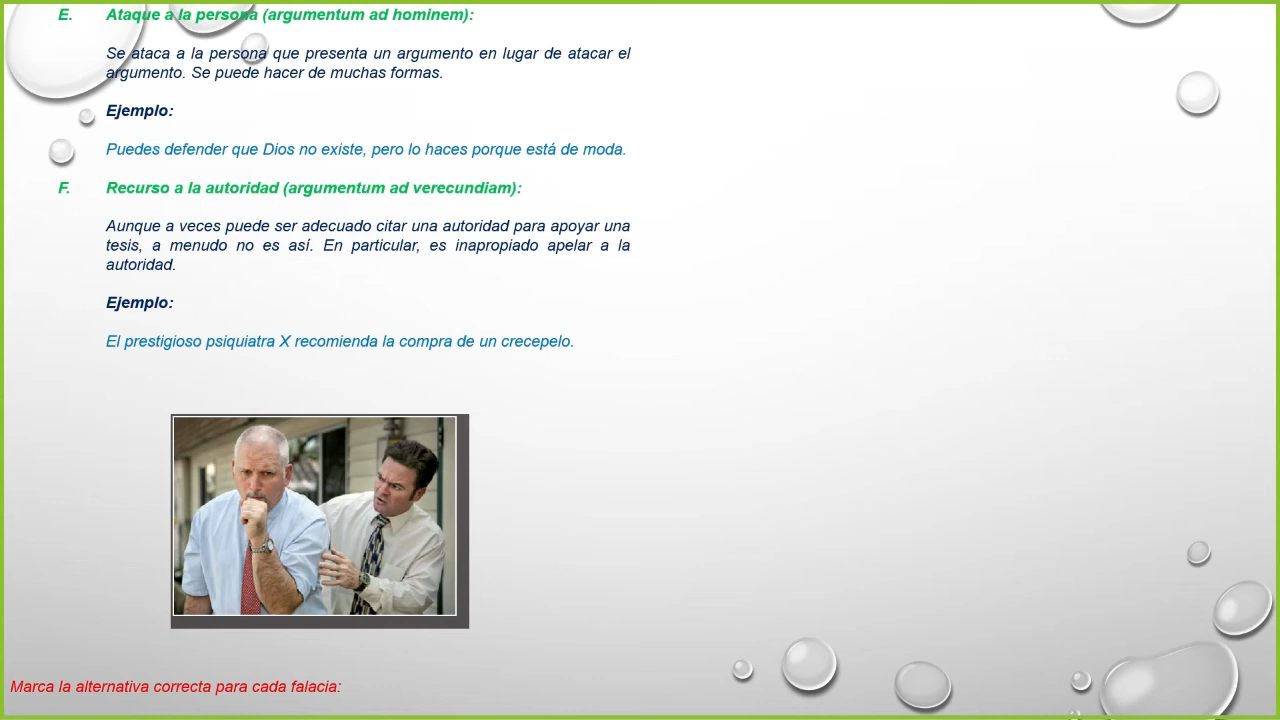 E. Ataque a la persona (argumentum ad hominem):
Se ataca a la persona que presenta un argumento en lugar de atacar el
argumento. Se puede hacer de muchas formas.
Ejemplo:
Puedes defender que Dios no existe, pero lo haces porque está de moda.
F. Recurso a la autoridad (argumentum ad verecundiam):
Aunque a veces puede ser adecuado citar una autoridad para apoyar una
tesis, a menudo no es así. En particular, es inapropiado apelar a la
autoridad.
Ejemplo:
El prestigioso psiquiatra X recomienda la compra de un crecepelo.
Marca la alternativa correcta para cada falacia: